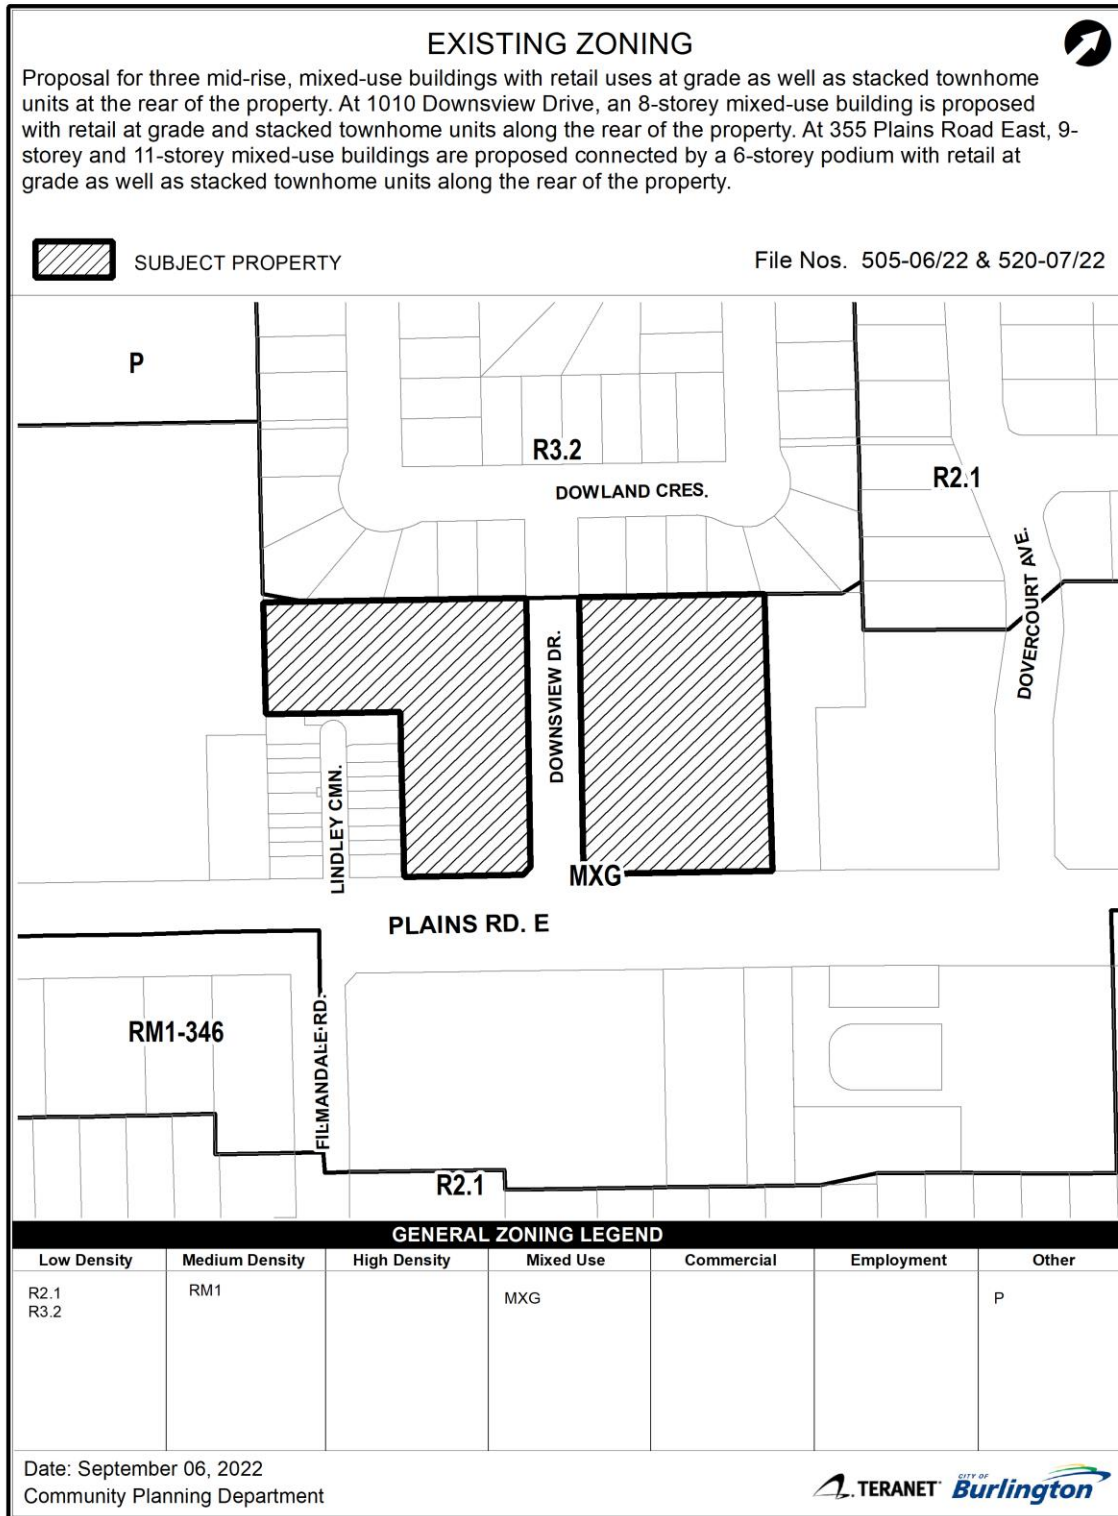 EXISTING ZONING
Proposal for three mid-rise, mixed-use buildings with retail uses at grade as well as stacked townhome
units at the rear of the property. At 1010 Downsview Drive, an 8-storey mixed-use building is proposed
with retail at grade and stacked townhome units along the rear of the property. At 355 Plains Road East, 9-
storey and 11-storey mixed-use buildings are proposed connected by a 6-storey podium with retail at
grade as well as stacked townhome units along the rear of the property.
SUBJECT PROPERTY
File Nos. 505-06/22 & 520-07/22
P
R3.2
DOWLAND CRES.
R2.1
DOVERCOURT AVE.
DOWNSVIEW DR.
LINDLEY CMN.
MXG
PLAINS RD. E
RM1-346
FILMANDALE RD.
R2.1
GENERAL ZONING LEGEND
Low Density Medium Density High Density Mixed Use Commercial Employment Other
R2.1 RM1 MXG P
R3.2
Date: September 06, 2022
Community Planning Department
TERANET
CITY OF
Burlington